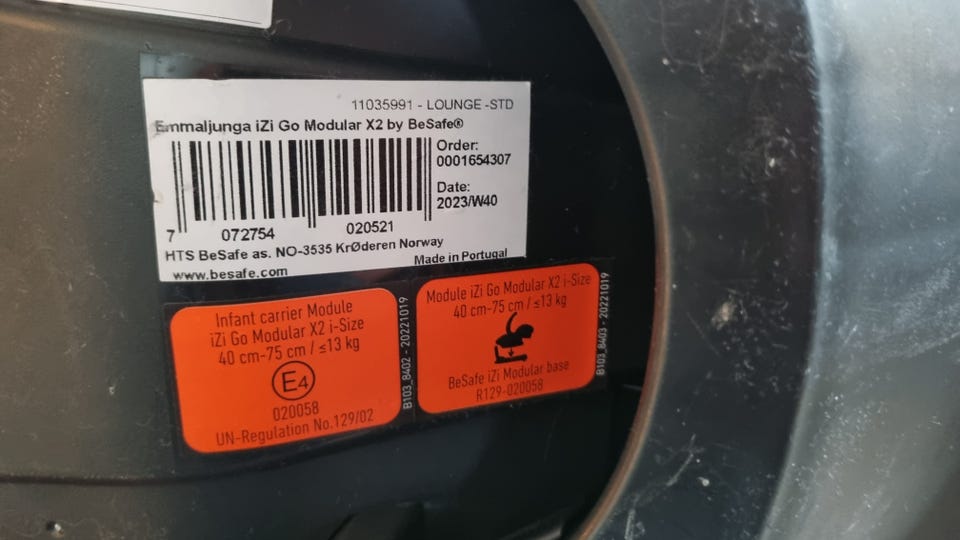 11035991 - LOUNGE -STD
Emmaljunga iZi Go Modular X2 by BeSafe®
Order:
0001654307
Date:
2023/W40
7 072754 020521
HTS BeSafe as. NO-3535 KrØderen Norway
Made in Portugal
www.besafe.com
Infant carrier Module
iZi Go Modular X2 i-Size
40 cm-75 cm / ≤13 kg
E4
020058
UN-Regulation No.129/02
B103_8402 - 20221019
Module iZi Go Modular X2 i-Size
40 cm-75 cm / ≤13 kg
BeSafe iZi Modular base
R129-020058
B103_8403 - 20221019